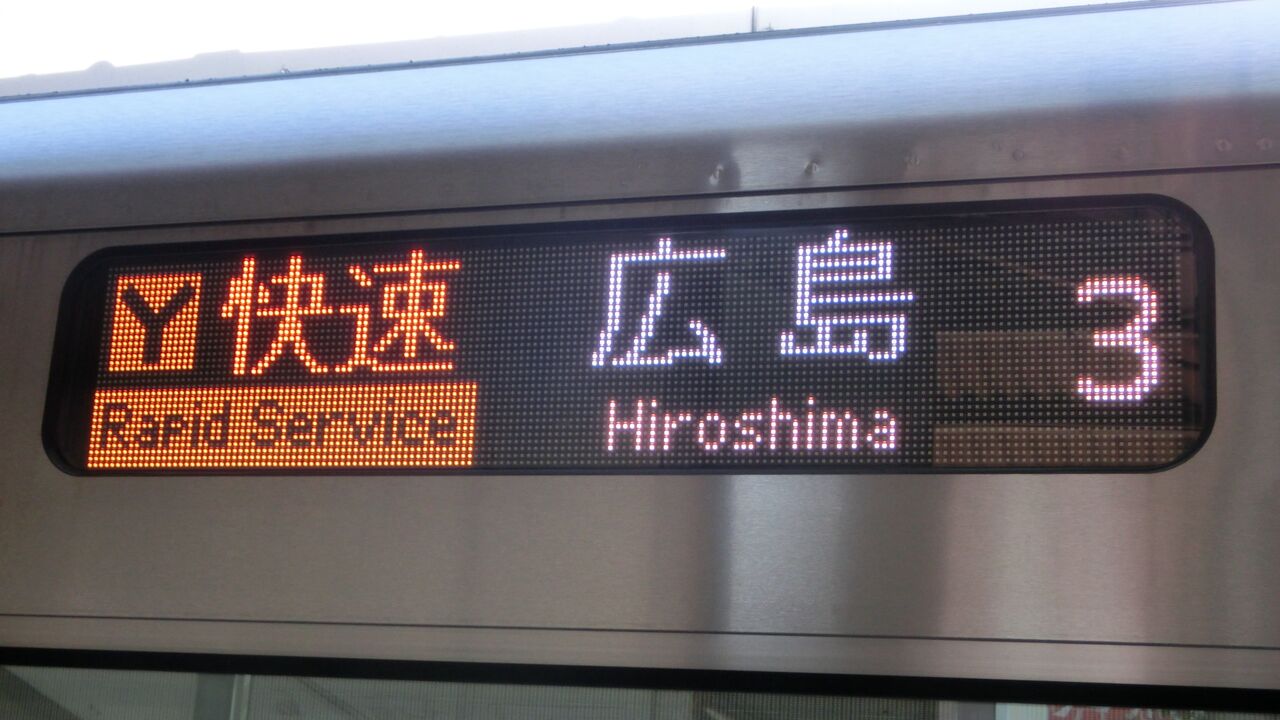 Y 快速 広島 3
Rapid Service Hiroshima